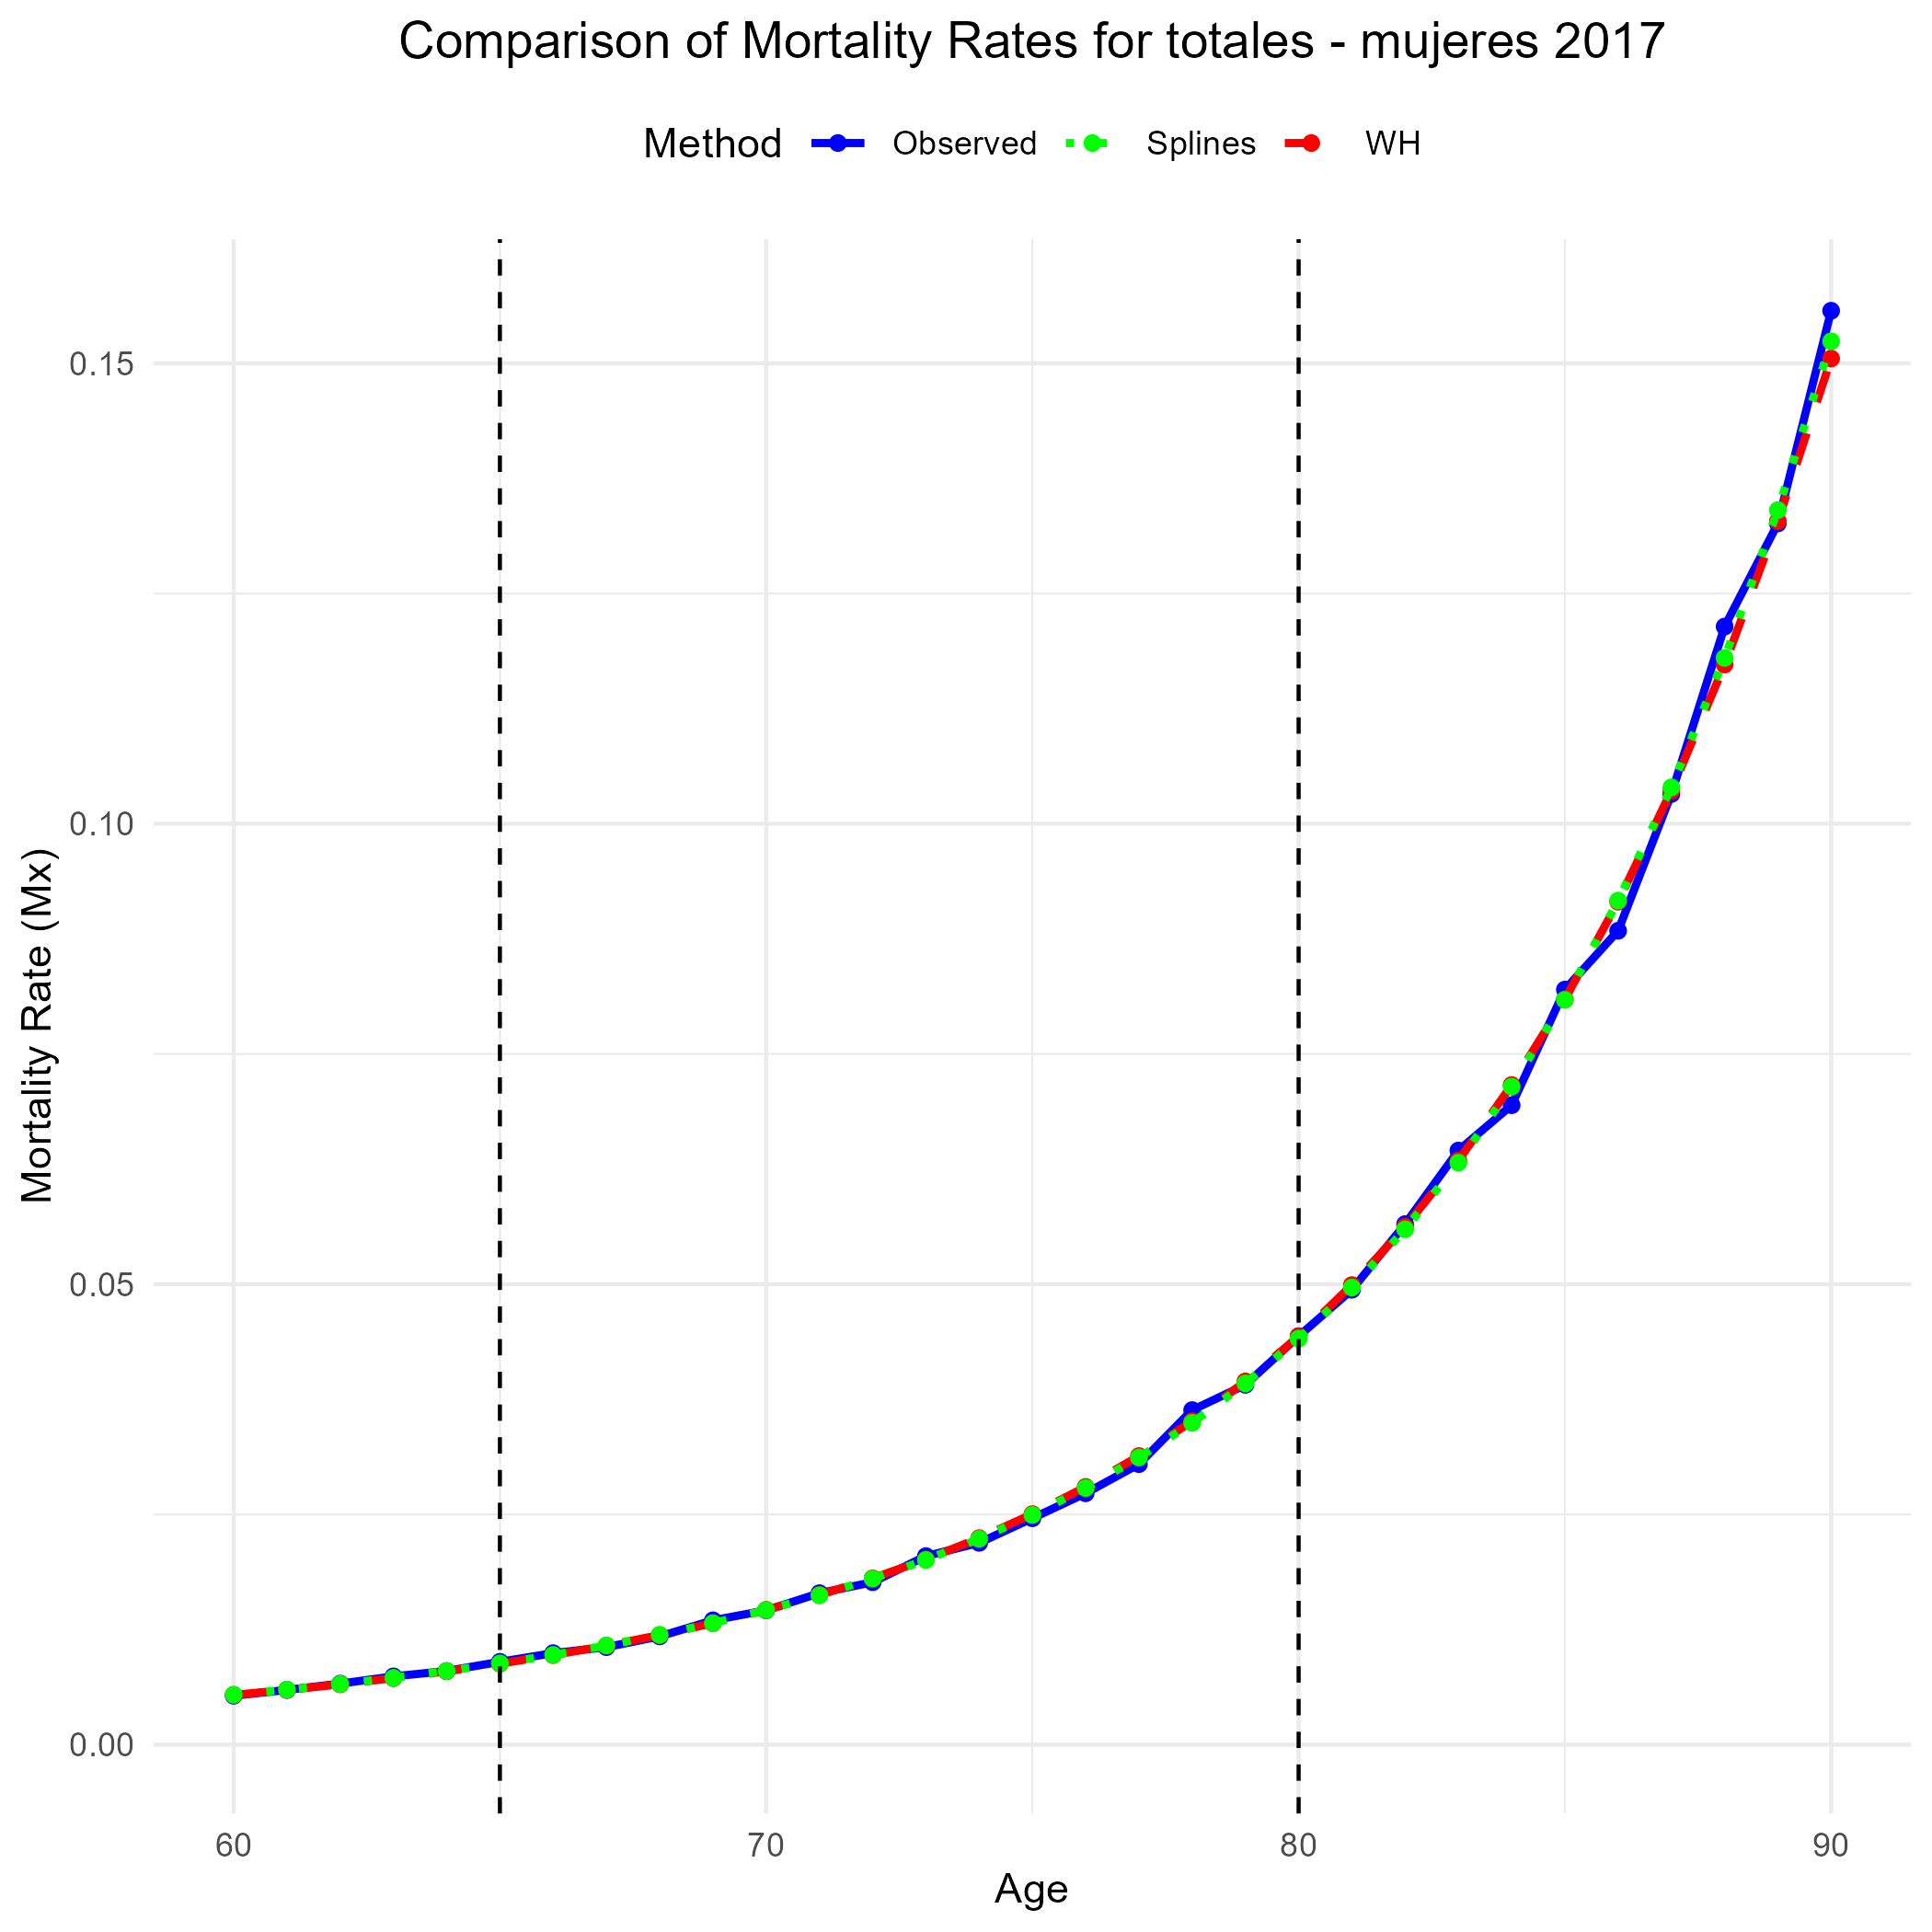 Comparison of Mortality Rates for totales - mujeres 2017
Method Observed Splines WH
Mortality Rate (Mx)
0.15
0.10
0.05
0.00
60 70 80 90
Age